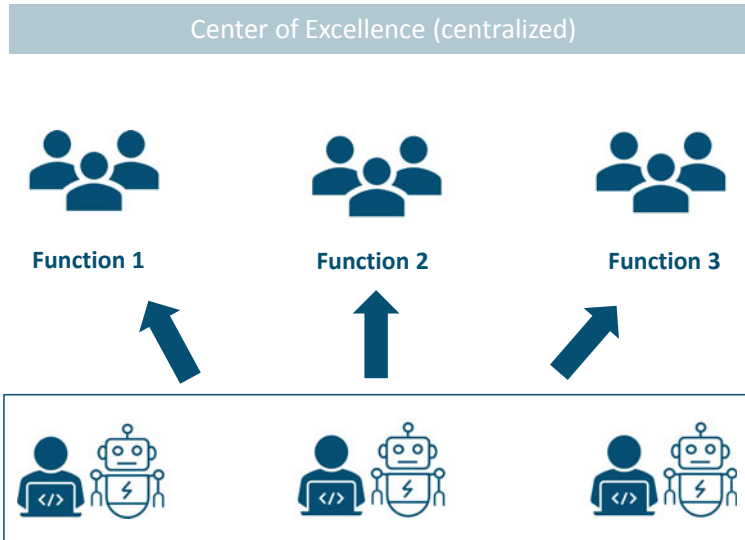 Center of Excellence (centralized)
Function 1
Function 2
Function 3
</>
</>
</>